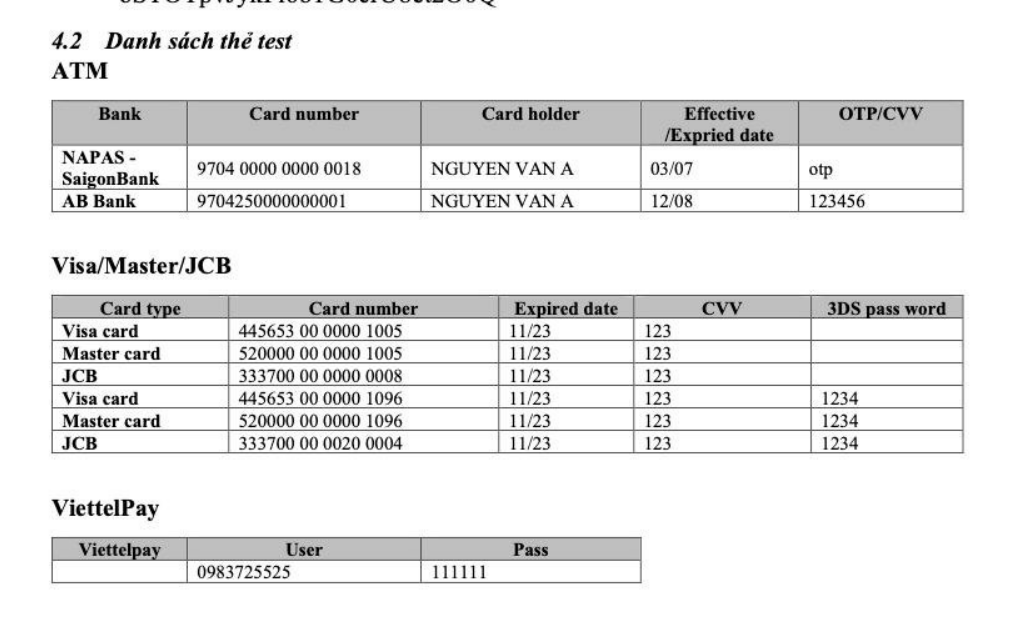 4.2 Danh sách thẻ test
ATM
Bank Card number Card holder Effective /Expried date OTP/CVV
NAPAS - SaigonBank 9704 0000 0000 0018 NGUYEN VAN A 03/07 otp
AB Bank 9704250000000001 NGUYEN VAN A 12/08 123456
Visa/Master/JCB
Card type Card number Expired date CVV 3DS pass word
Visa card 445653 00 0000 1005 11/23 123
Master card 520000 00 0000 1005 11/23 123
JCB 333700 00 0000 0008 11/23 123
Visa card 445653 00 0000 1096 11/23 123 1234
Master card 520000 00 0000 1096 11/23 123 1234
JCB 333700 00 0020 0004 11/23 123 1234
ViettelPay
Viettelpay User Pass
0983725525 111111